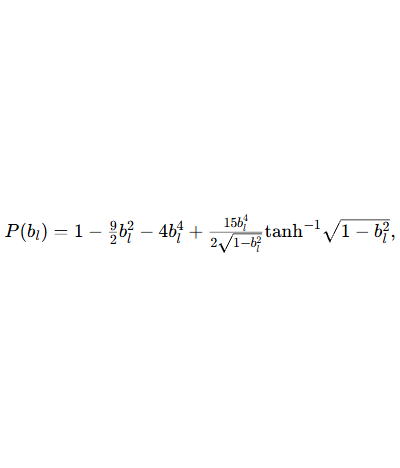 P(b_l) = 1 − \frac{9}{2}b_l^2 − 4b_l^4 + \frac{15b_l^4}{2\sqrt{1−b_l^2}}tanh^{−1}\sqrt{1 − b_l^2},